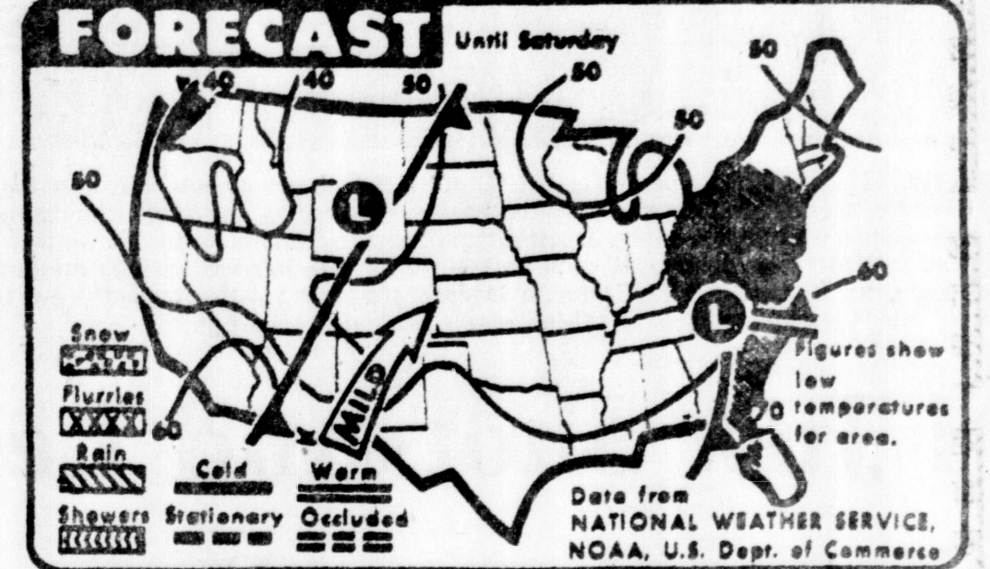 FORECAST
Until Saturday
40
40
50
50
50
50
50
L
L
60
Snow
Flurries
60
Rain
Showers
Cold
Warm
Stationary
Occluded
MILD
Figures show
low
70 temperatures
for area.
Data from
NATIONAL WEATHER SERVICE,
NOAA, U.S. Dept. of Commerce